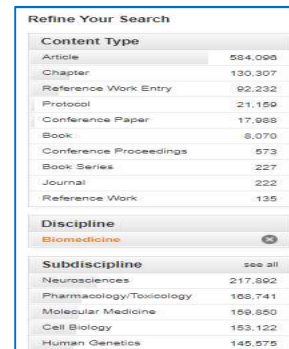 Refine Your Search
Content Type
Article 584,096
Chapter 130,307
Reference Work Entry 92,232
Protocol 21,159
Conference Paper 17,988
Book 8,070
Conference Proceedings 573
Book Series 227
Journal 222
Reference Work 135
Discipline
Biomedicine
Subdiscipline see all
Neurosciences 217,892
Pharmacology/Toxicology 168,741
Molecular Medicine 159,850
Cell Biology 153,122
Human Genetics 145,575